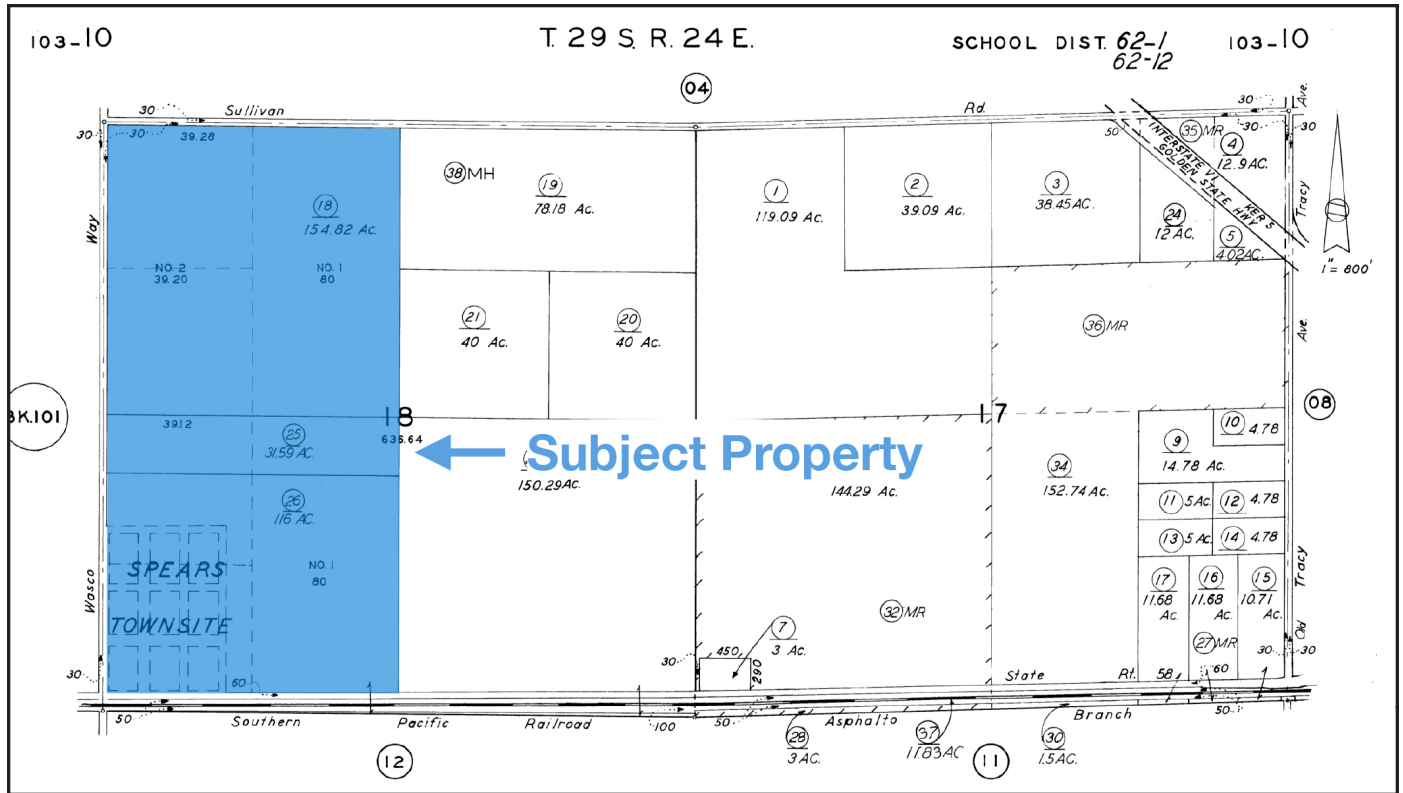 103-10
T. 29 S. R. 24 E.
SCHOOL DIST. 62-1
62-12
103-10
04
30
Sullivan
Rd.
30
Ave.
30
30
39.28
50
INTERSTATE VI
GOLDEN STATE HWY
KER 5
35 MR
30
30
4
12.9 AC.
38 MH
19
78.18 Ac.
1
119.09 Ac.
2
39.09 Ac.
3
38.45 AC.
18
154.82 Ac.
24
12 AC.
5
4.02 AC.
Tracy
Way
NO. 2
39.20
NO. 1
80
1" = 800'
21
40 Ac.
20
40 Ac.
36 MR
Ave.
BK.101
39.12
18
636.64
17
08
25
31.59 AC.
Subject Property
150.29 AC.
144.29 Ac.
34
152.74 Ac.
9
14.78 Ac.
10 4.78
11 5 Ac.
12 4.78
13 5 Ac.
14 4.78
26
116 AC.
NO. 1
80
SPEARS
TOWNSITE
Wasco
17
11.68
Ac.
16
11.68
Ac.
15
10.71
Ac.
Tracy
Old
32 MR
7
3 Ac.
27 MR
450
290
30
30
30
30
60
State
Rt.
58
60
50
Southern
Pacific
Railroad
100
50
Asphalto
Branch
50
28
3 AC.
37
11.83 AC
30
1.5 AC.
12
11